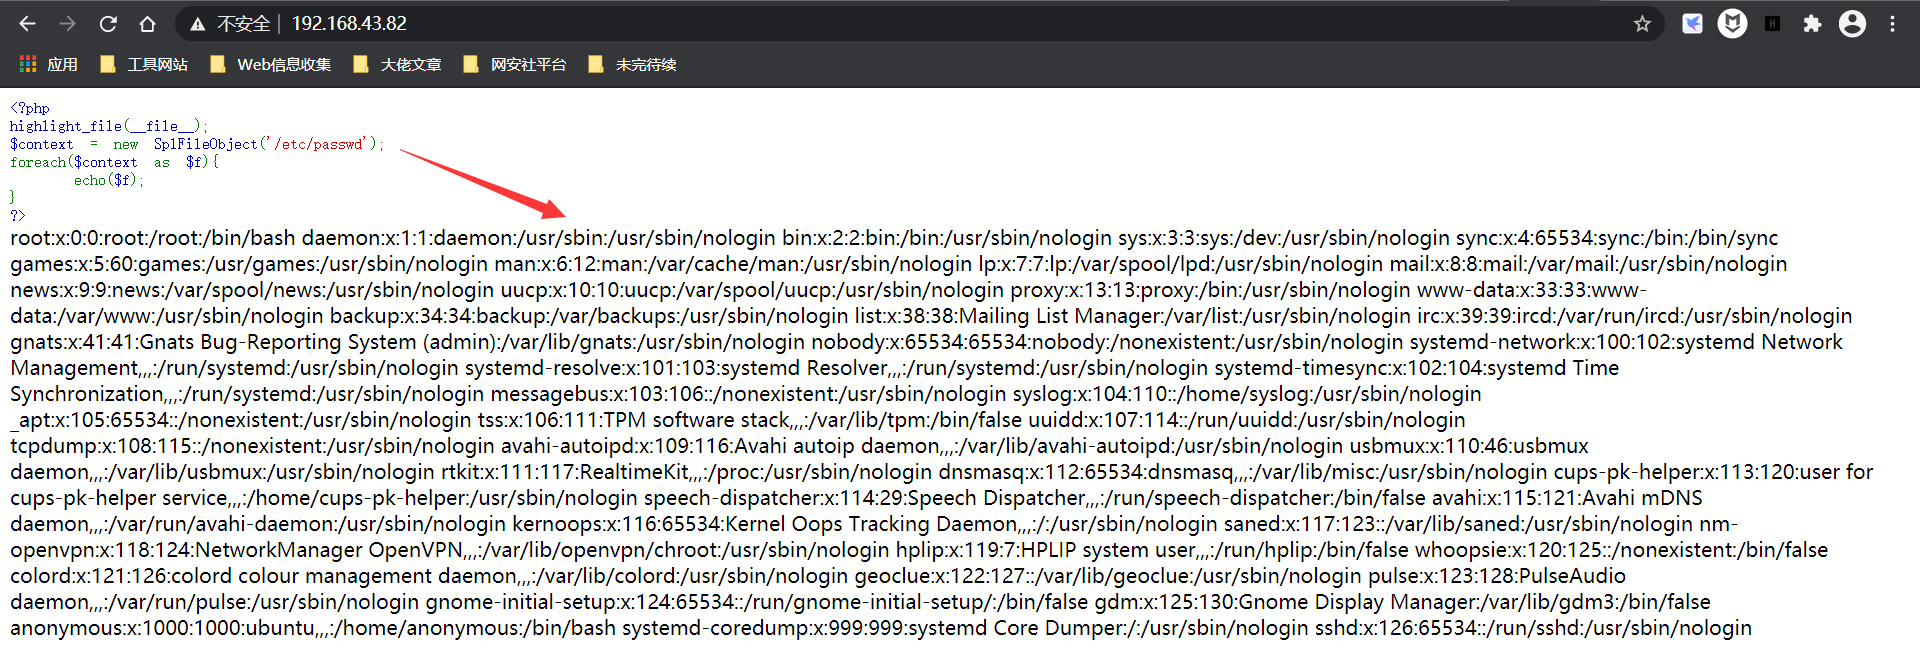 不安全 | 192.168.43.82
应用 工具网站 Web信息收集 大佬文章 网安社平台 未完待续
<?php
highlight_file(__file__);
$context = new SplFileObject('/etc/passwd');
foreach($context as $f){
echo($f);
}
?>
root:x:0:0:root:/root:/bin/bash daemon:x:1:1:daemon:/usr/sbin:/usr/sbin/nologin bin:x:2:2:bin:/bin:/usr/sbin/nologin sys:x:3:3:sys:/dev:/usr/sbin/nologin sync:x:4:65534:sync:/bin:/bin/sync
games:x:5:60:games:/usr/games:/usr/sbin/nologin man:x:6:12:man:/var/cache/man:/usr/sbin/nologin lp:x:7:7:lp:/var/spool/lpd:/usr/sbin/nologin mail:x:8:8:mail:/var/mail:/usr/sbin/nologin
news:x:9:9:news:/var/spool/news:/usr/sbin/nologin uucp:x:10:10:uucp:/var/spool/uucp:/usr/sbin/nologin proxy:x:13:13:proxy:/bin:/usr/sbin/nologin www-data:x:33:33:www-
data:/var/www:/usr/sbin/nologin backup:x:34:34:backup:/var/backups:/usr/sbin/nologin list:x:38:38:Mailing List Manager:/var/list:/usr/sbin/nologin irc:x:39:39:ircd:/var/run/ircd:/usr/sbin/nologin
gnats:x:41:41:Gnats Bug-Reporting System (admin):/var/lib/gnats:/usr/sbin/nologin nobody:x:65534:65534:nobody:/nonexistent:/usr/sbin/nologin systemd-network:x:100:102:systemd Network
Management,,,:/run/systemd:/usr/sbin/nologin systemd-resolve:x:101:103:systemd Resolver,,,:/run/systemd:/usr/sbin/nologin systemd-timesync:x:102:104:systemd Time
Synchronization,,,:/run/systemd:/usr/sbin/nologin messagebus:x:103:106::/nonexistent:/usr/sbin/nologin syslog:x:104:110::/home/syslog:/usr/sbin/nologin
_apt:x:105:65534::/nonexistent:/usr/sbin/nologin tss:x:106:111:TPM software stack,,,:/var/lib/tpm:/bin/false uuidd:x:107:114::/run/uuidd:/usr/sbin/nologin
tcpdump:x:108:115::/nonexistent:/usr/sbin/nologin avahi-autoipd:x:109:116:Avahi autoip daemon,,,:/var/lib/avahi-autoipd:/usr/sbin/nologin usbmux:x:110:46:usbmux
daemon,,,:/var/lib/usbmux:/usr/sbin/nologin rtkit:x:111:117:RealtimeKit,,,:/proc:/usr/sbin/nologin dnsmasq:x:112:65534:dnsmasq,,,:/var/lib/misc:/usr/sbin/nologin cups-pk-helper:x:113:120:user for
cups-pk-helper service,,,:/home/cups-pk-helper:/usr/sbin/nologin speech-dispatcher:x:114:29:Speech Dispatcher,,,:/run/speech-dispatcher:/bin/false avahi:x:115:121:Avahi mDNS
daemon,,,:/var/run/avahi-daemon:/usr/sbin/nologin kernoops:x:116:65534:Kernel Oops Tracking Daemon,,,:/:/usr/sbin/nologin saned:x:117:123::/var/lib/saned:/usr/sbin/nologin nm-
openvpn:x:118:124:NetworkManager OpenVPN,,,:/var/lib/openvpn/chroot:/usr/sbin/nologin hplip:x:119:7:HPLIP system user,,,:/run/hplip:/bin/false whoopsie:x:120:125::/nonexistent:/bin/false
colord:x:121:126:colord colour management daemon,,,:/var/lib/colord:/usr/sbin/nologin geoclue:x:122:127::/var/lib/geoclue:/usr/sbin/nologin pulse:x:123:128:PulseAudio
daemon,,,:/var/run/pulse:/usr/sbin/nologin gnome-initial-setup:x:124:65534::/run/gnome-initial-setup/:/bin/false gdm:x:125:130:Gnome Display Manager:/var/lib/gdm3:/bin/false
anonymous:x:1000:1000:ubuntu,,,:/home/anonymous:/bin/bash systemd-coredump:x:999:999:systemd Core Dumper:/:/usr/sbin/nologin sshd:x:126:65534::/run/sshd:/usr/sbin/nologin